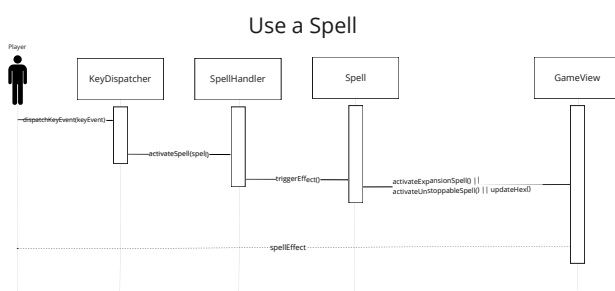 Use a Spell
Player
KeyDispatcher
SpellHandler
Spell
GameView
dispatchKeyEvent(keyEvent)
activateSpell(spell)
triggerEffect()
activateExpansionSpell() ||
activateUnstoppableSpell() || updateHex()
spellEffect